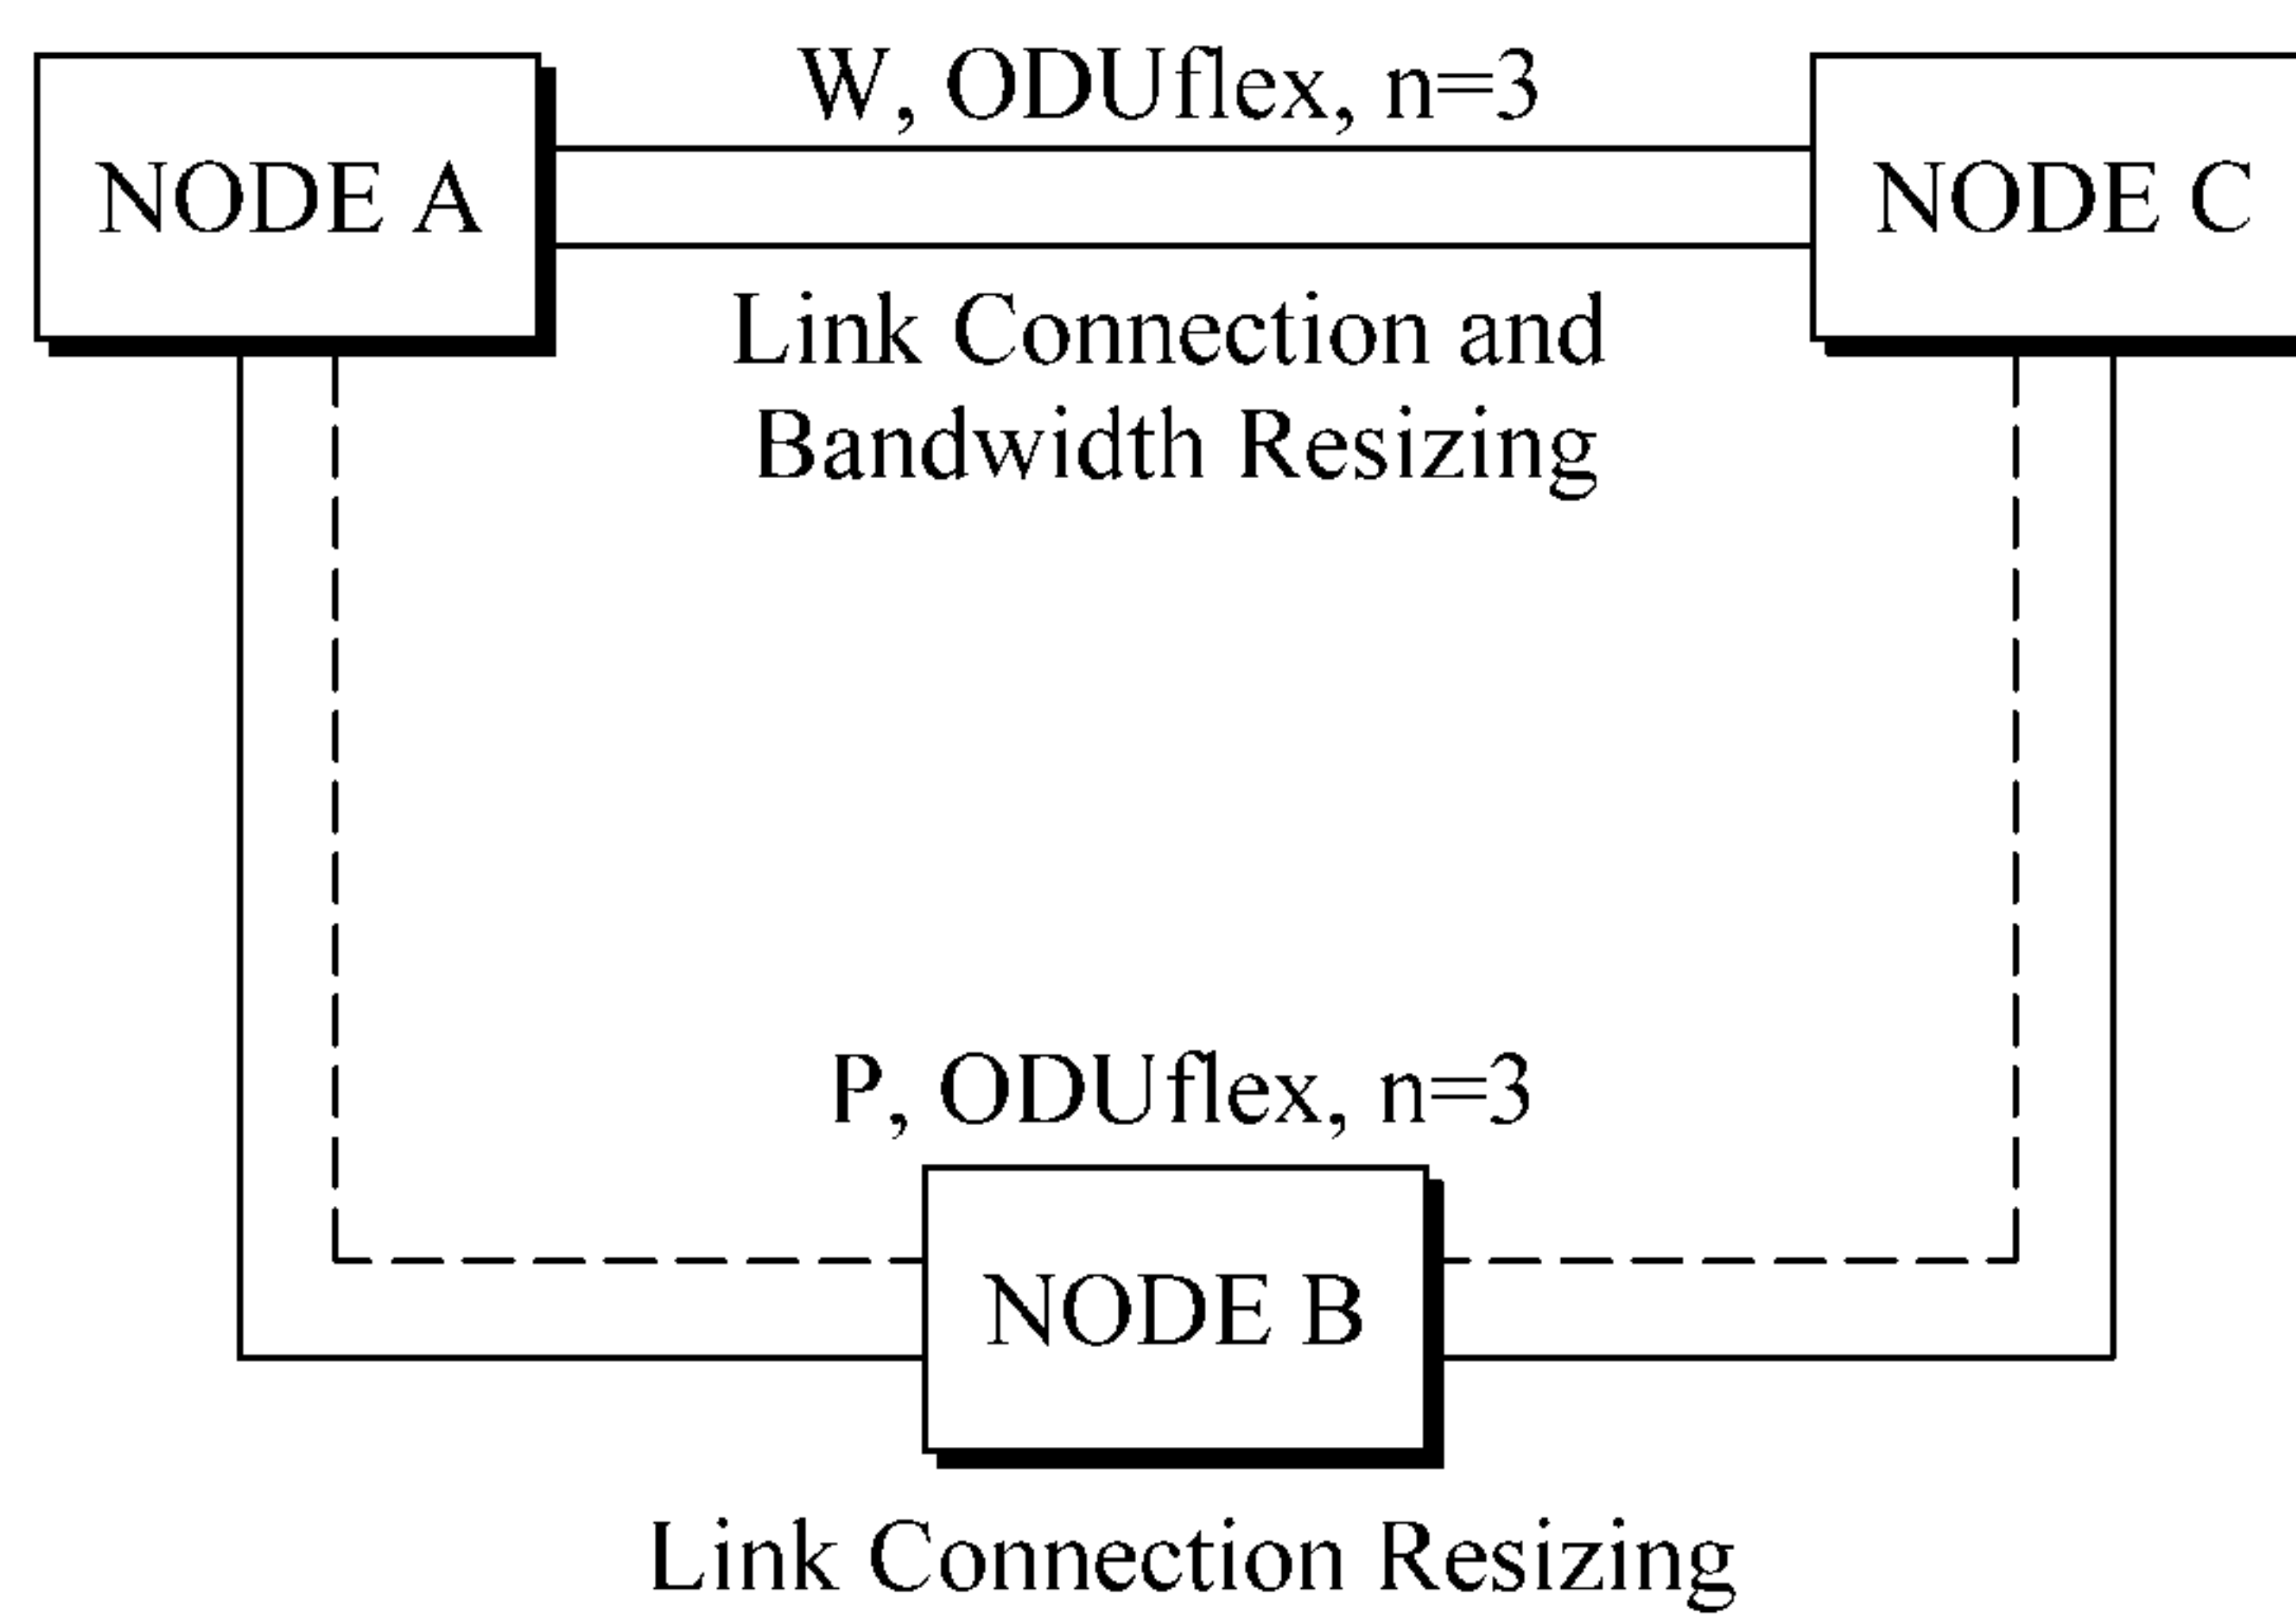 W, ODUflex, n=3
NODE A
NODE C
Link Connection and
Bandwidth Resizing
P, ODUflex, n=3
NODE B
Link Connection Resizing